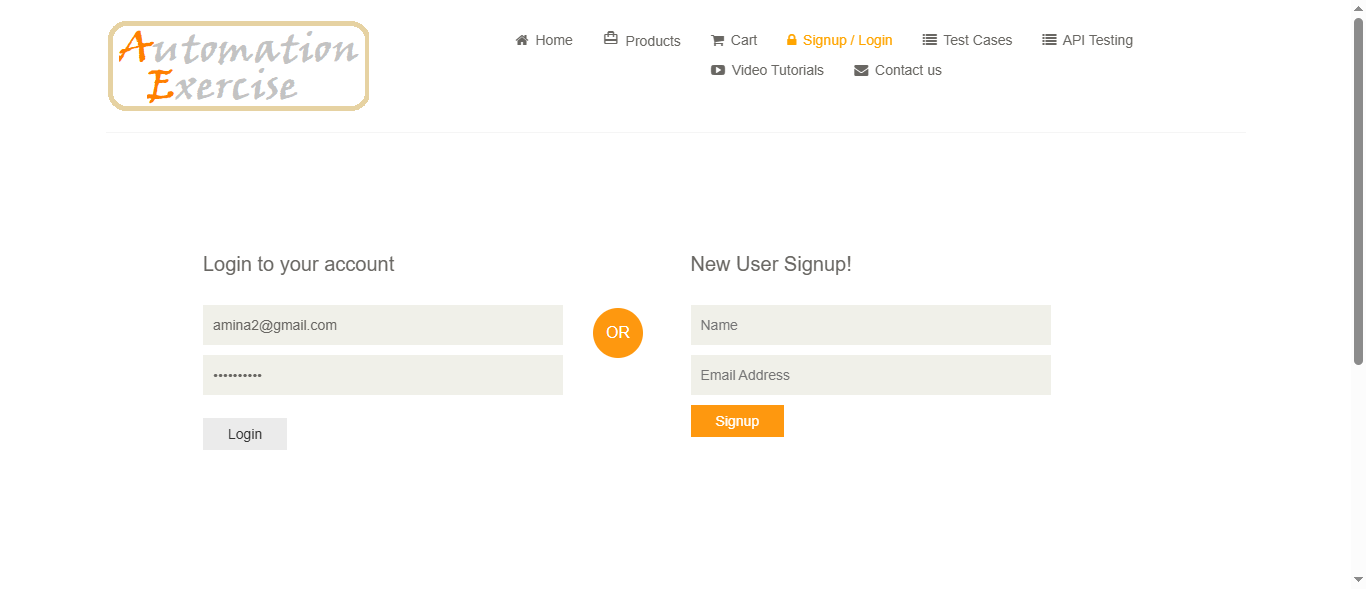 Automation
Exercise
Home
Products
Cart
Signup / Login
Test Cases
API Testing
Video Tutorials
Contact us
Login to your account
amina2@gmail.com
••••••••••
Login
OR
New User Signup!
Name
Email Address
Signup